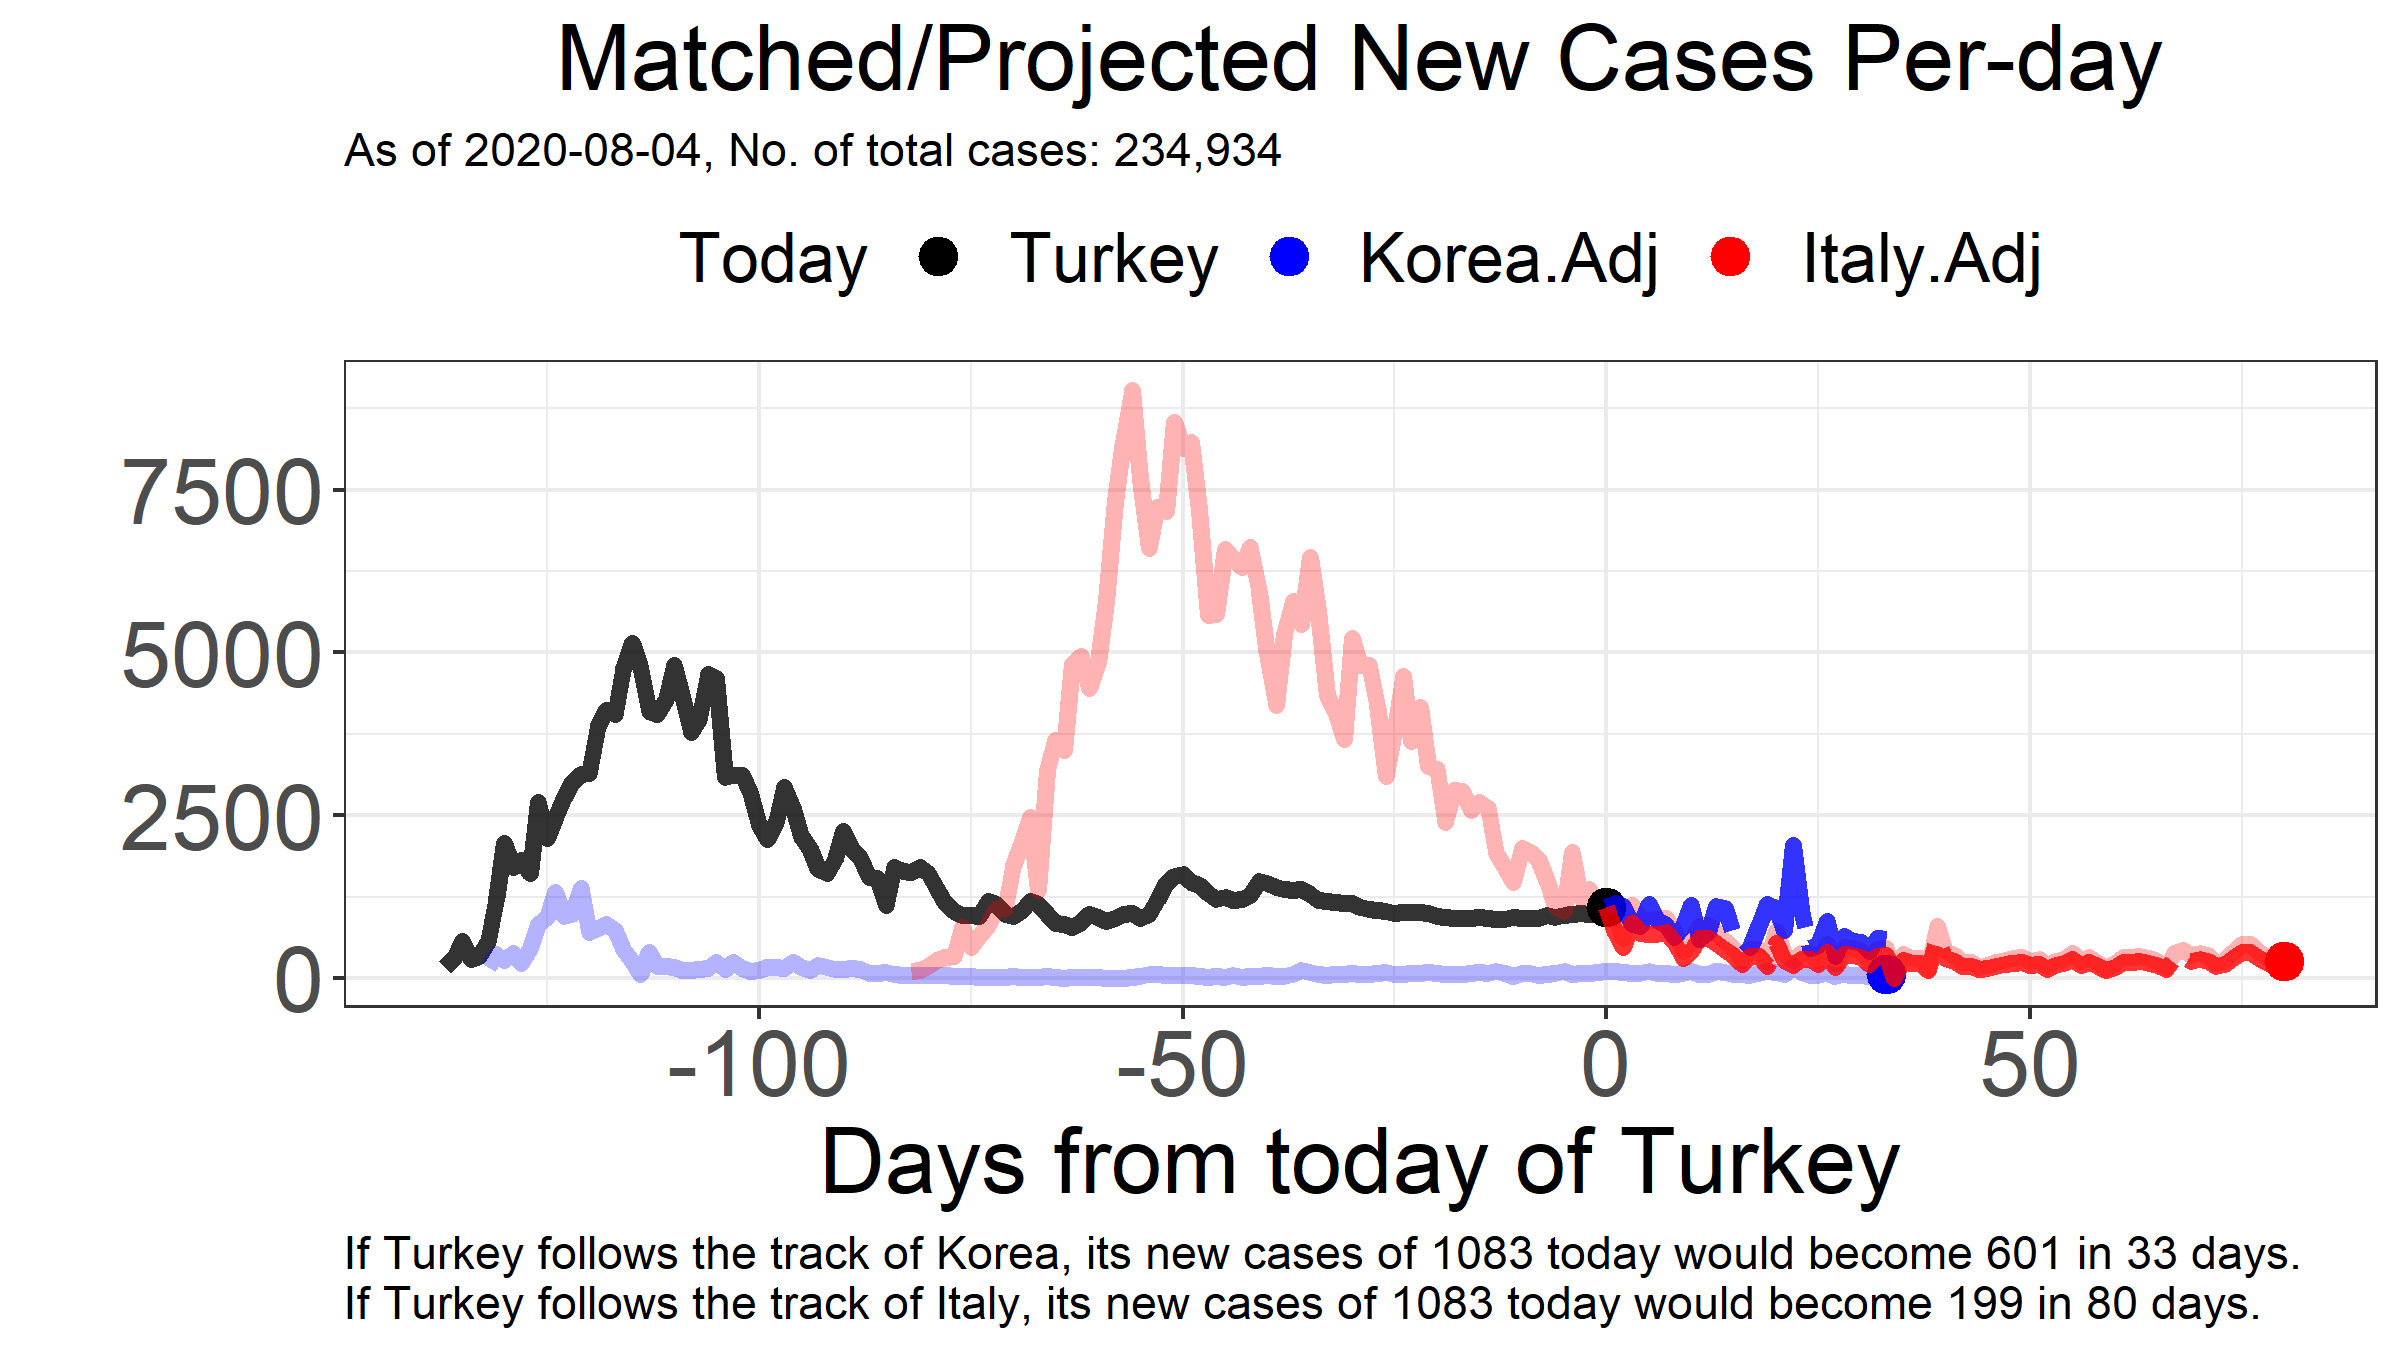 Matched/Projected New Cases Per-day
As of 2020-08-04, No. of total cases: 234,934
Today Turkey Korea.Adj Italy.Adj
7500
5000
2500
0
-100 -50 0 50
Days from today of Turkey
If Turkey follows the track of Korea, its new cases of 1083 today would become 601 in 33 days.
If Turkey follows the track of Italy, its new cases of 1083 today would become 199 in 80 days.